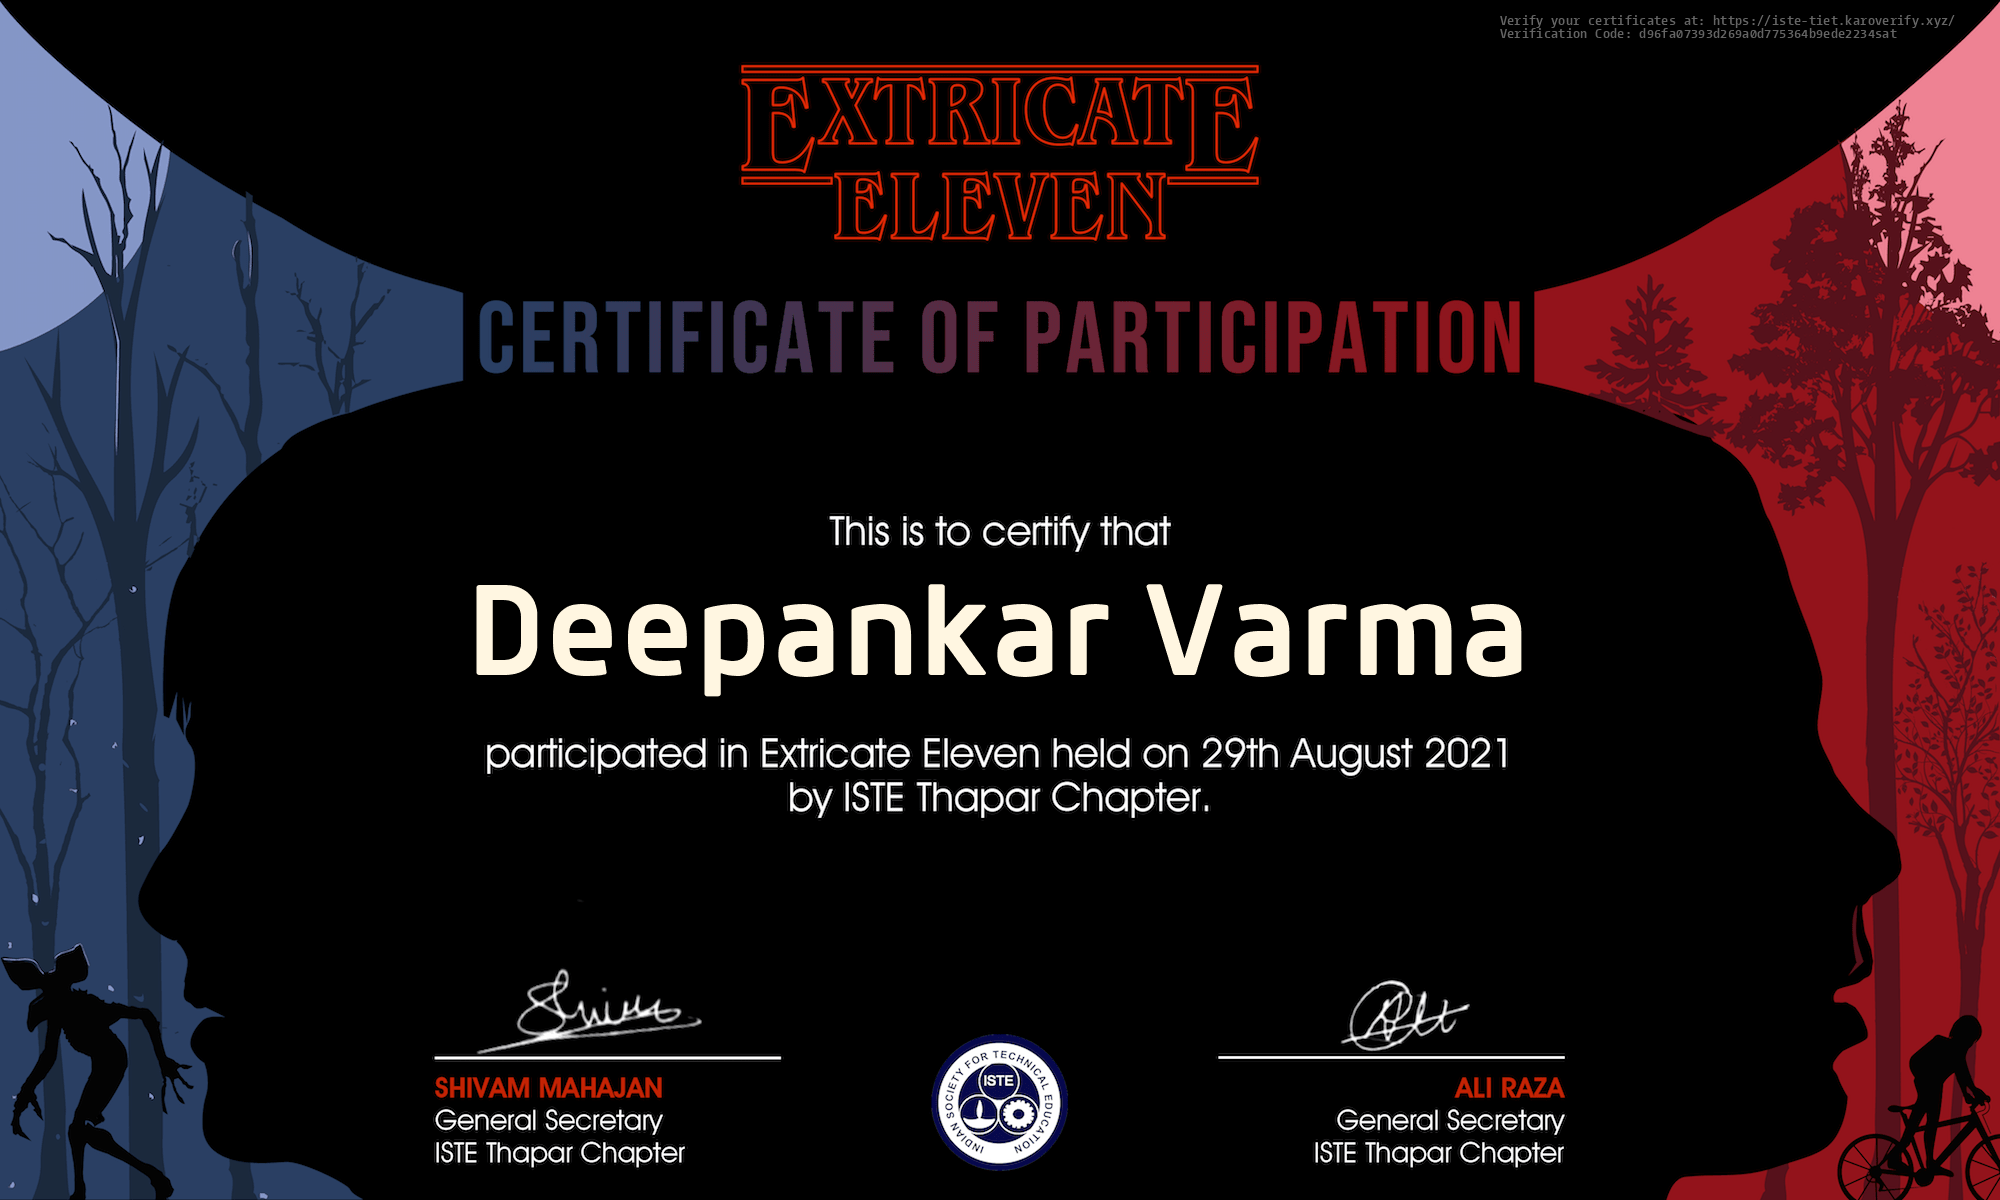 Verify your certificates at: https://iste-tiet.karoverify.xyz/
Verification Code: d96fa07393d269a0d775364b9ede2234sat
EXTRICATE
ELEVEN
CERTIFICATE OF PARTICIPATION
This is to certify that
Deepankar Varma
participated in Extricate Eleven held on 29th August 2021
by ISTE Thapar Chapter.
SHIVAM MAHAJAN
General Secretary
ISTE Thapar Chapter
INDIAN SOCIETY FOR TECHNICAL EDUCATION
ISTE
ALI RAZA
General Secretary
ISTE Thapar Chapter